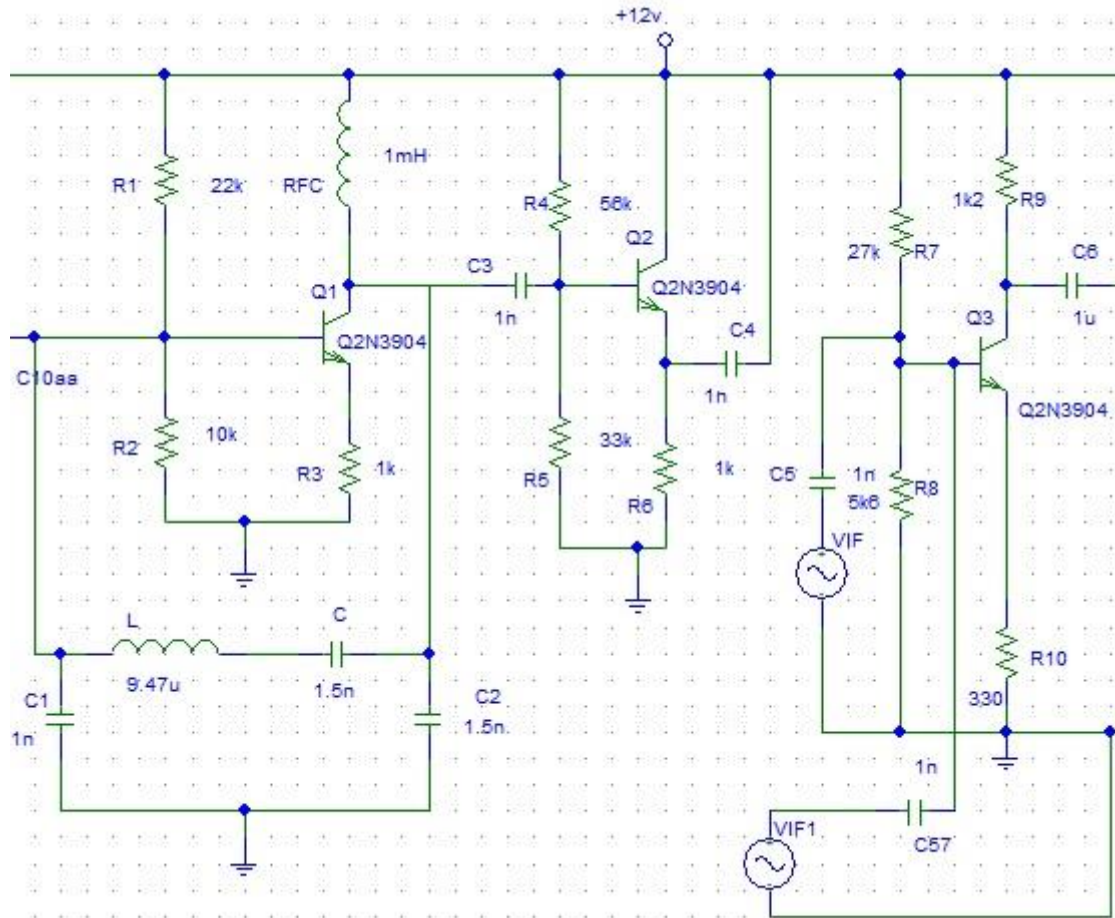 +12v
R1
22k
RFC
1mH
R4
56k
Q2
1k2
R9
27k
R7
C3
1n
Q1
Q2N3904
Q2N3904
C6
1u
Q3
C4
1n
Q2N3904
C10aa
R2
10k
R3
1k
R5
33k
R6
1k
C5
1n
5k6
R8
VIF
L
9.47u
C
1.5n
C1
1n
C2
1.5n
R10
330
1n
C57
VIF1